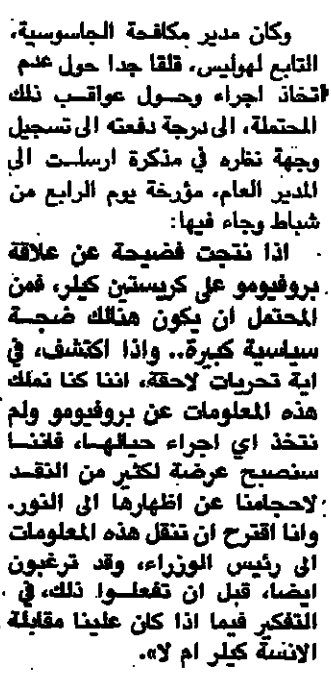 وكان مدير مكافحة الجاسوسية،
التابع لهوليس، قلقا جدا حول عدم
اتخاذ اجراء وحول عواقب ذلك
المحتملة، الى درجة دفعته الى تسجيل
وجهة نظره في مذكرة ارسلت الى
المدير العام، مؤرخة يوم الرابع من
شباط وجاء فيها:
اذا نتجت فضيحة عن علاقة
بروفيومو على كريستين كيلر، فمن
المحتمل ان يكون هنالك ضجة
سياسية كبيرة.. واذا اكتشف، في
اية تحريات لاحقة، اننا كنا نملك
هذه المعلومات عن بروفيومو ولم
نتخذ اي اجراء حيالها، فاننا
سنصبح عرضة لكثير من النقد
لاحجامنا عن اظهارها الى النور.
وانا اقترح ان تنقل هذه المعلومات
الى رئيس الوزراء، وقد ترغبون
ايضا، قبل ان تفعلوا ذلك، في
التفكير فيما اذا كان علينا مقابلة
الانسة كيلر ام لا».